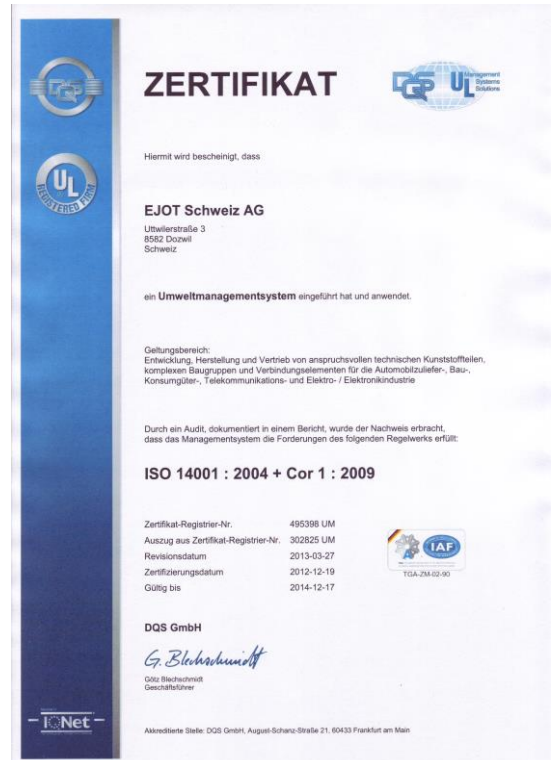 DQS
ZERTIFIKAT
DQS
UL
Management
Systems
Solutions
UL
REGISTERED FIRM
Hiermit wird bescheinigt, dass
EJOT Schweiz AG
Uttwilerstraße 3
8582 Dozwil
Schweiz
ein Umweltmanagementsystem eingeführt hat und anwendet.
Geltungsbereich:
Entwicklung, Herstellung und Vertrieb von anspruchsvollen technischen Kunststoffteilen,
komplexen Baugruppen und Verbindungselementen für die Automobilzuliefer-, Bau-,
Konsumgüter-, Telekommunikations- und Elektro- / Elektronikindustrie
Durch ein Audit, dokumentiert in einem Bericht, wurde der Nachweis erbracht,
dass das Managementsystem die Forderungen des folgenden Regelwerks erfüllt:
ISO 14001 : 2004 + Cor 1 : 2009
Zertifikat-Registrier-Nr. 495398 UM
Auszug aus Zertifikat-Registrier-Nr. 302825 UM
Revisionsdatum 2013-03-27
Zertifizierungsdatum 2012-12-19
Gültig bis 2014-12-17
IAF
TGA-ZM-02-90
DQS GmbH
G. Blechschmidt
Götz Blechschmidt
Geschäftsführer
IQNet
Akkreditierte Stelle: DQS GmbH, August-Schanz-Straße 21, 60433 Frankfurt am Main